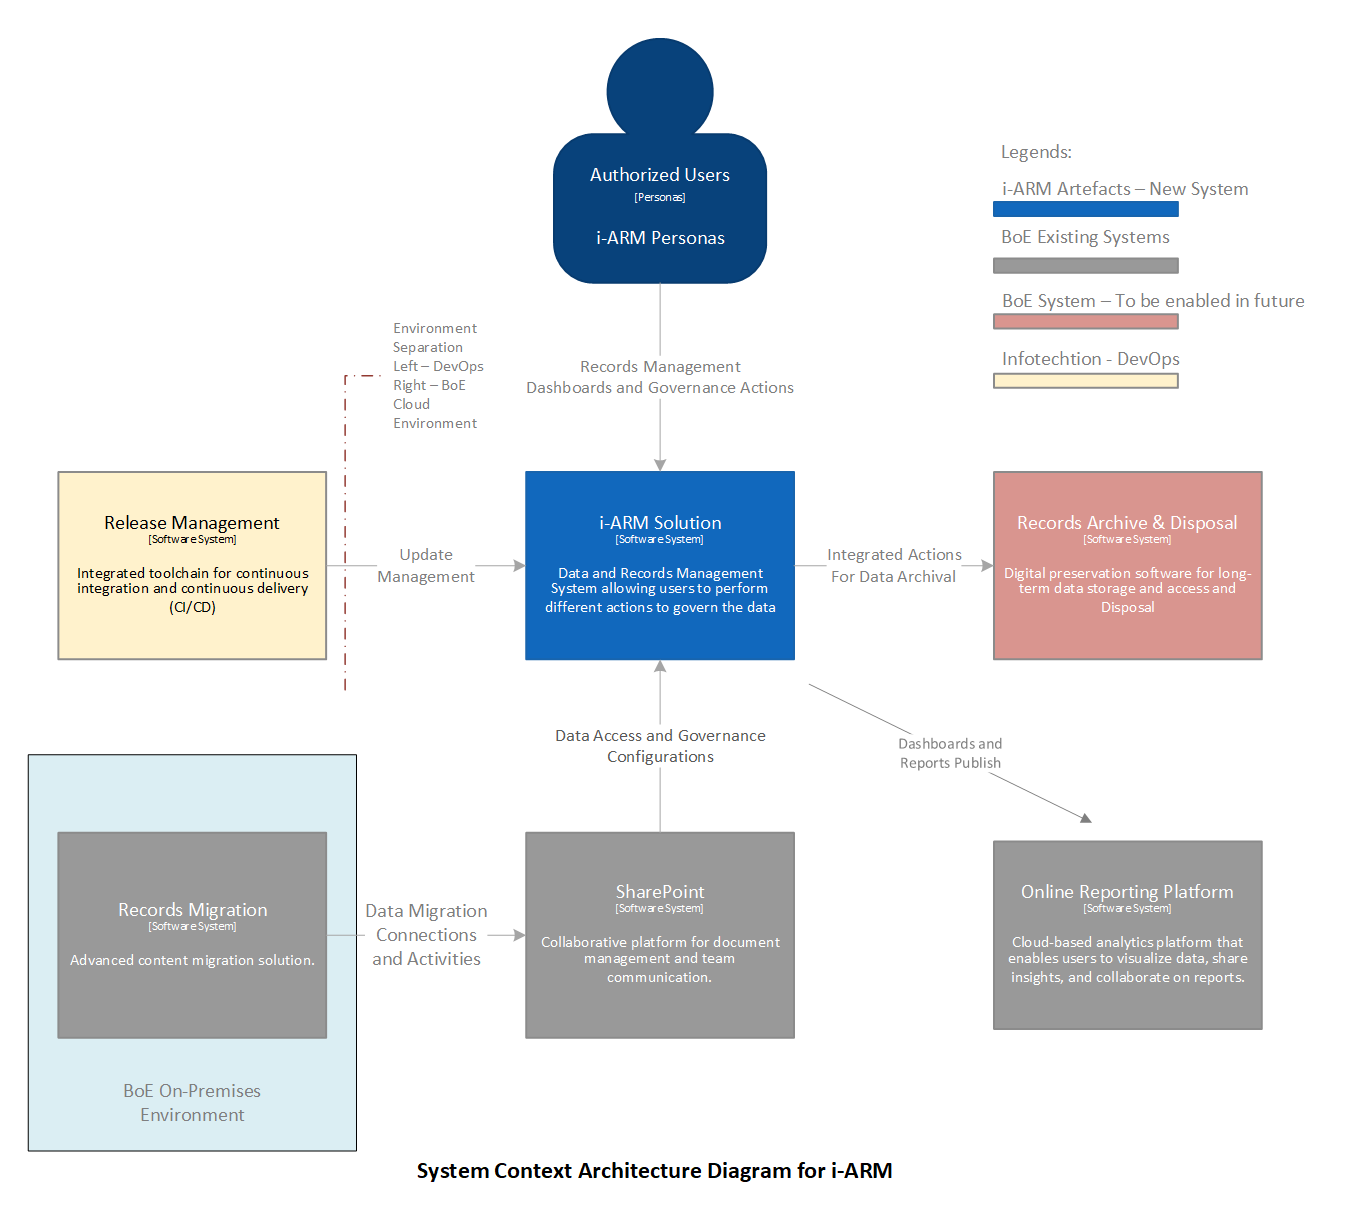 Authorized Users
[Personas]
i-ARM Personas
Legends:
i-ARM Artefacts – New System
BoE Existing Systems
BoE System – To be enabled in future
Infotechtion - DevOps
Environment
Separation
Left – DevOps
Right – BoE
Cloud
Environment
Records Management
Dashboards and Governance Actions
Release Management
[Software System]
Integrated toolchain for continuous
integration and continuous delivery
(CI/CD)
Update
Management
i-ARM Solution
[Software System]
Data and Records Management
System allowing users to perform
different actions to govern the data
Integrated Actions
For Data Archival
Records Archive & Disposal
[Software System]
Digital preservation software for long-
term data storage and access and
Disposal
Data Access and Governance
Configurations
Dashboards and
Reports Publish
Records Migration
[Software System]
Advanced content migration solution.
BoE On-Premises
Environment
Data Migration
Connections
and Activities
SharePoint
[Software System]
Collaborative platform for document
management and team
communication.
Online Reporting Platform
[Software System]
Cloud-based analytics platform that
enables users to visualize data, share
insights, and collaborate on reports.
System Context Architecture Diagram for i-ARM